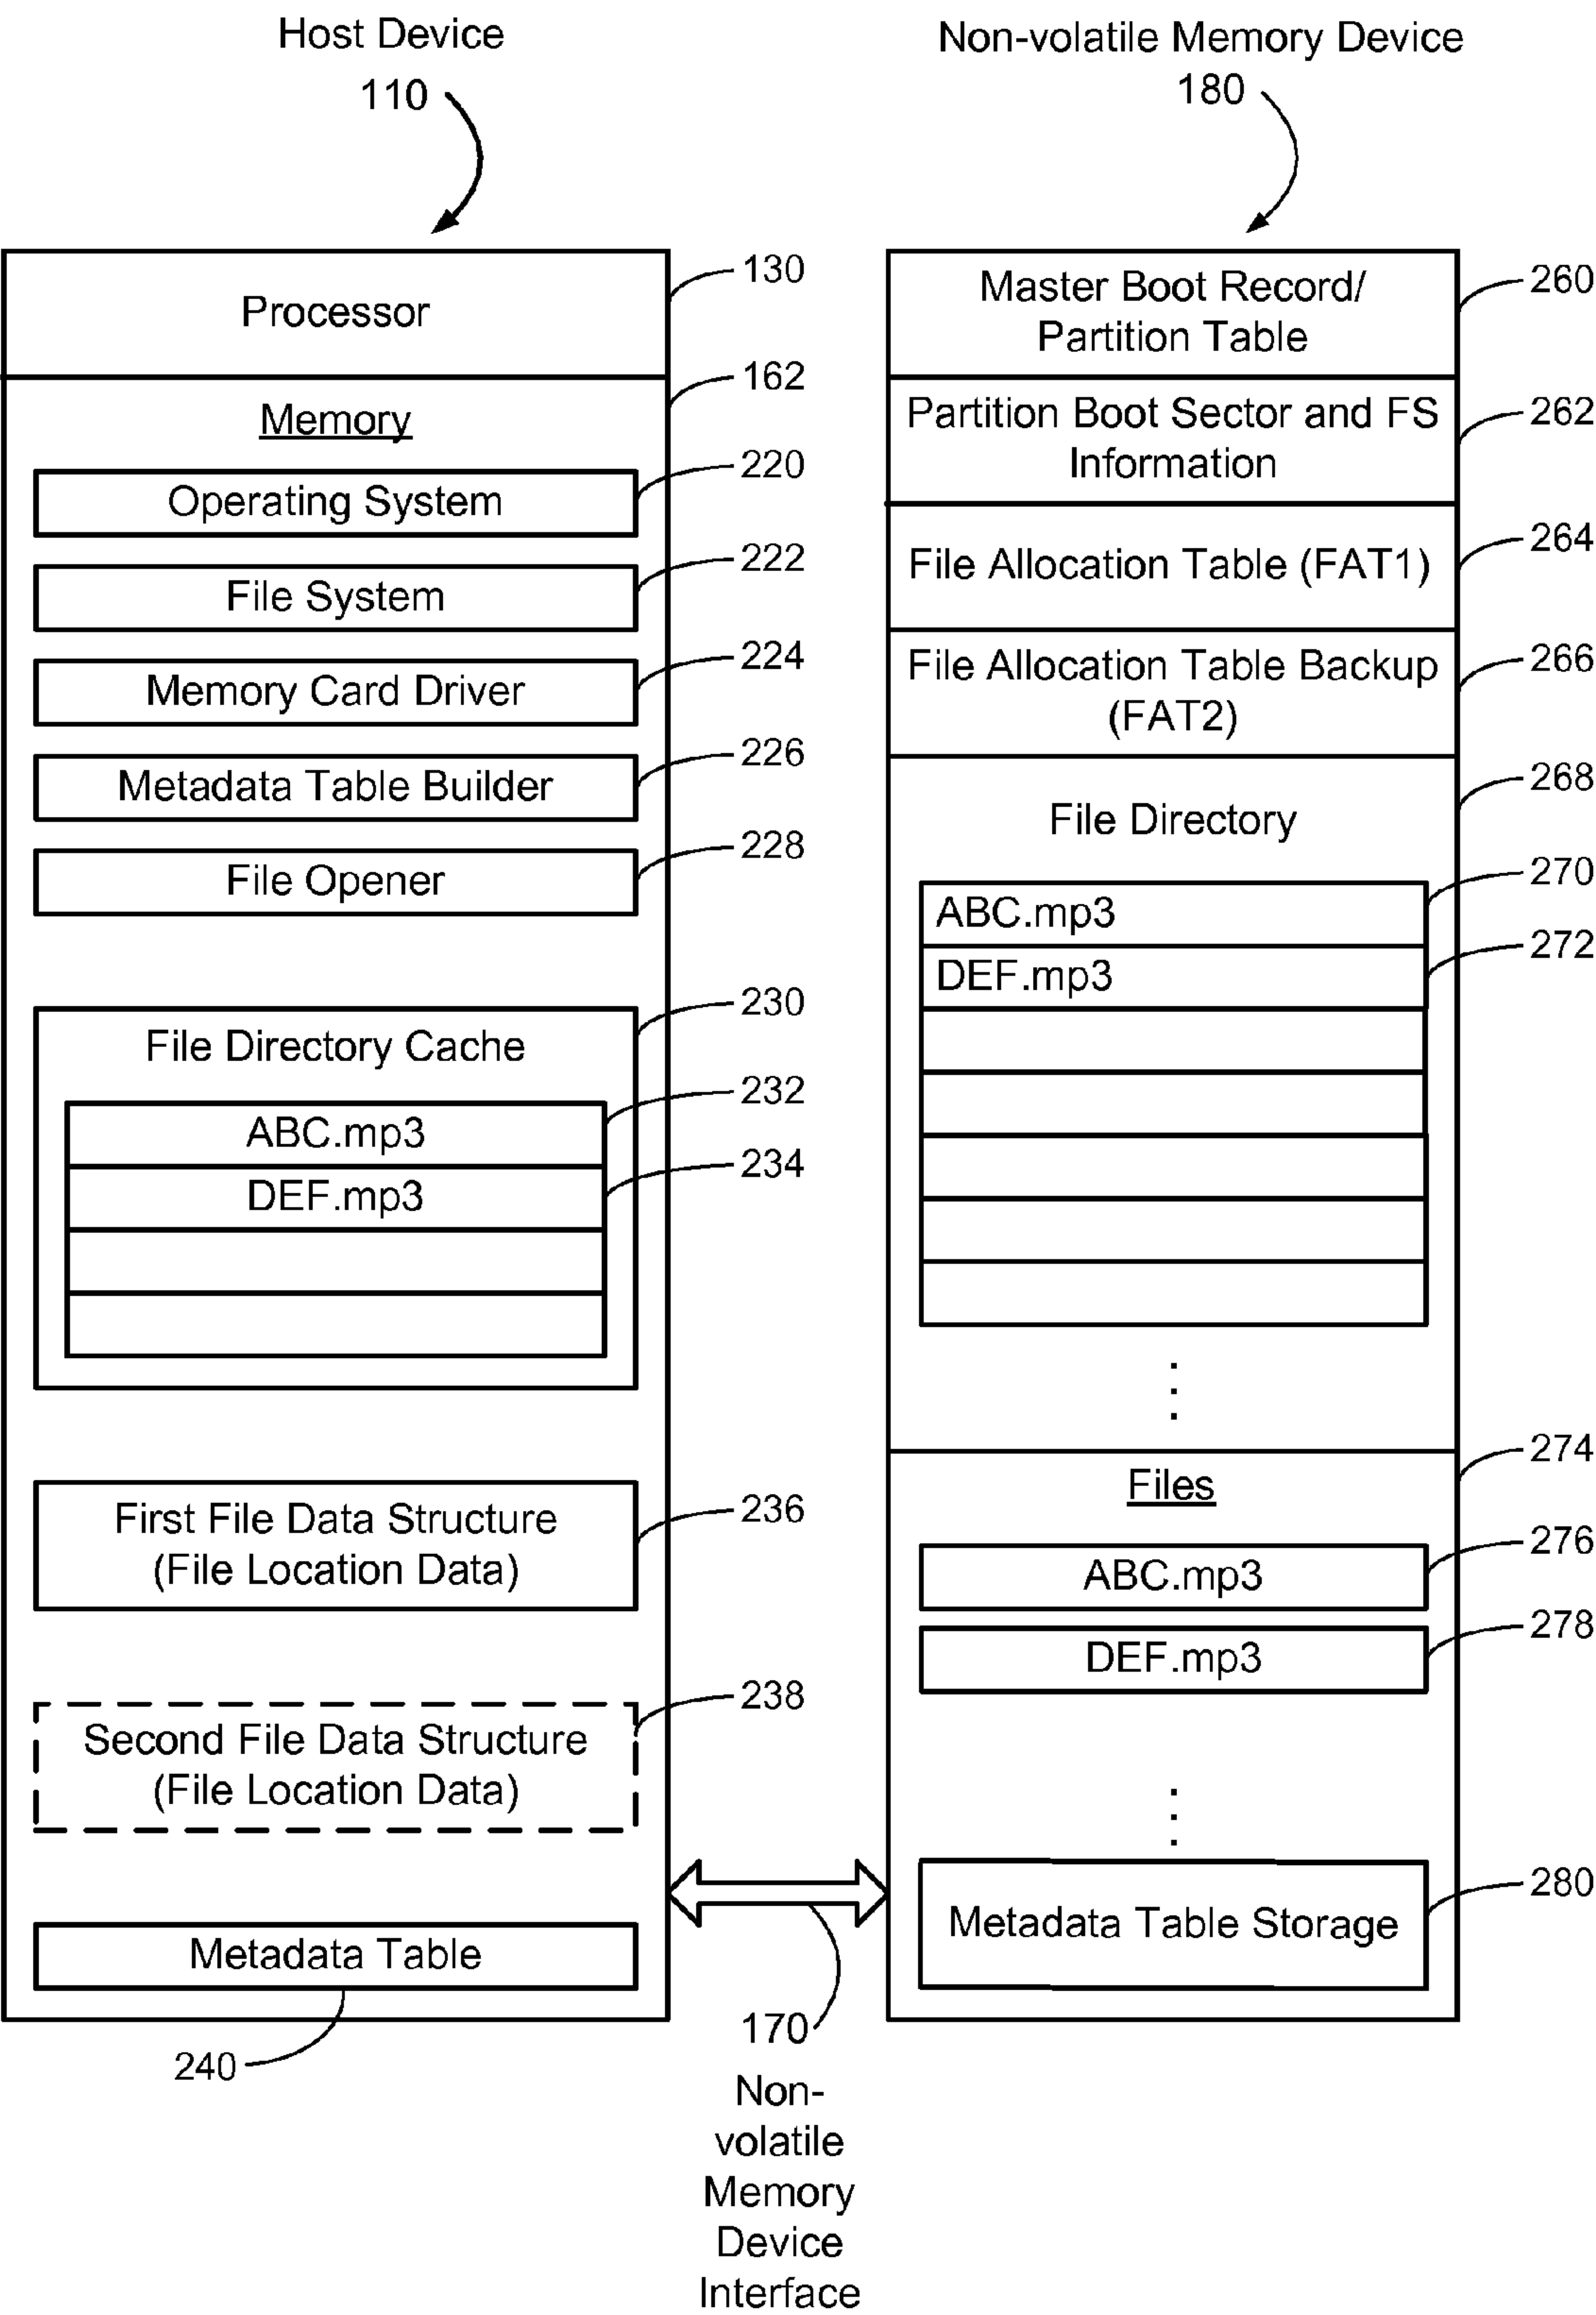 Host Device
110
Processor
130
Memory
162
Operating System
220
File System
222
Memory Card Driver
224
Metadata Table Builder
226
File Opener
228
File Directory Cache
230
ABC.mp3
232
DEF.mp3
234
First File Data Structure
(File Location Data)
236
Second File Data Structure
(File Location Data)
238
Metadata Table
240
170
Non-
volatile
Memory
Device
Interface
Non-volatile Memory Device
180
Master Boot Record/
Partition Table
260
Partition Boot Sector and FS
Information
262
File Allocation Table (FAT1)
264
File Allocation Table Backup
(FAT2)
266
File Directory
268
ABC.mp3
270
DEF.mp3
272
Files
274
ABC.mp3
276
DEF.mp3
278
Metadata Table Storage
280